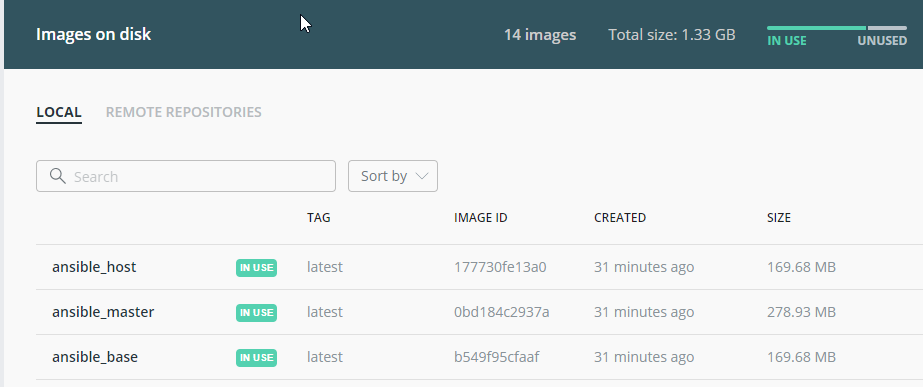 Images on disk 14 images Total size: 1.33 GB
IN USE UNUSED
LOCAL REMOTE REPOSITORIES
Search Sort by
TAG IMAGE ID CREATED SIZE
ansible_host IN USE latest 177730fe13a0 31 minutes ago 169.68 MB
ansible_master IN USE latest 0bd184c2937a 31 minutes ago 278.93 MB
ansible_base IN USE latest b549f95cfaaf 31 minutes ago 169.68 MB